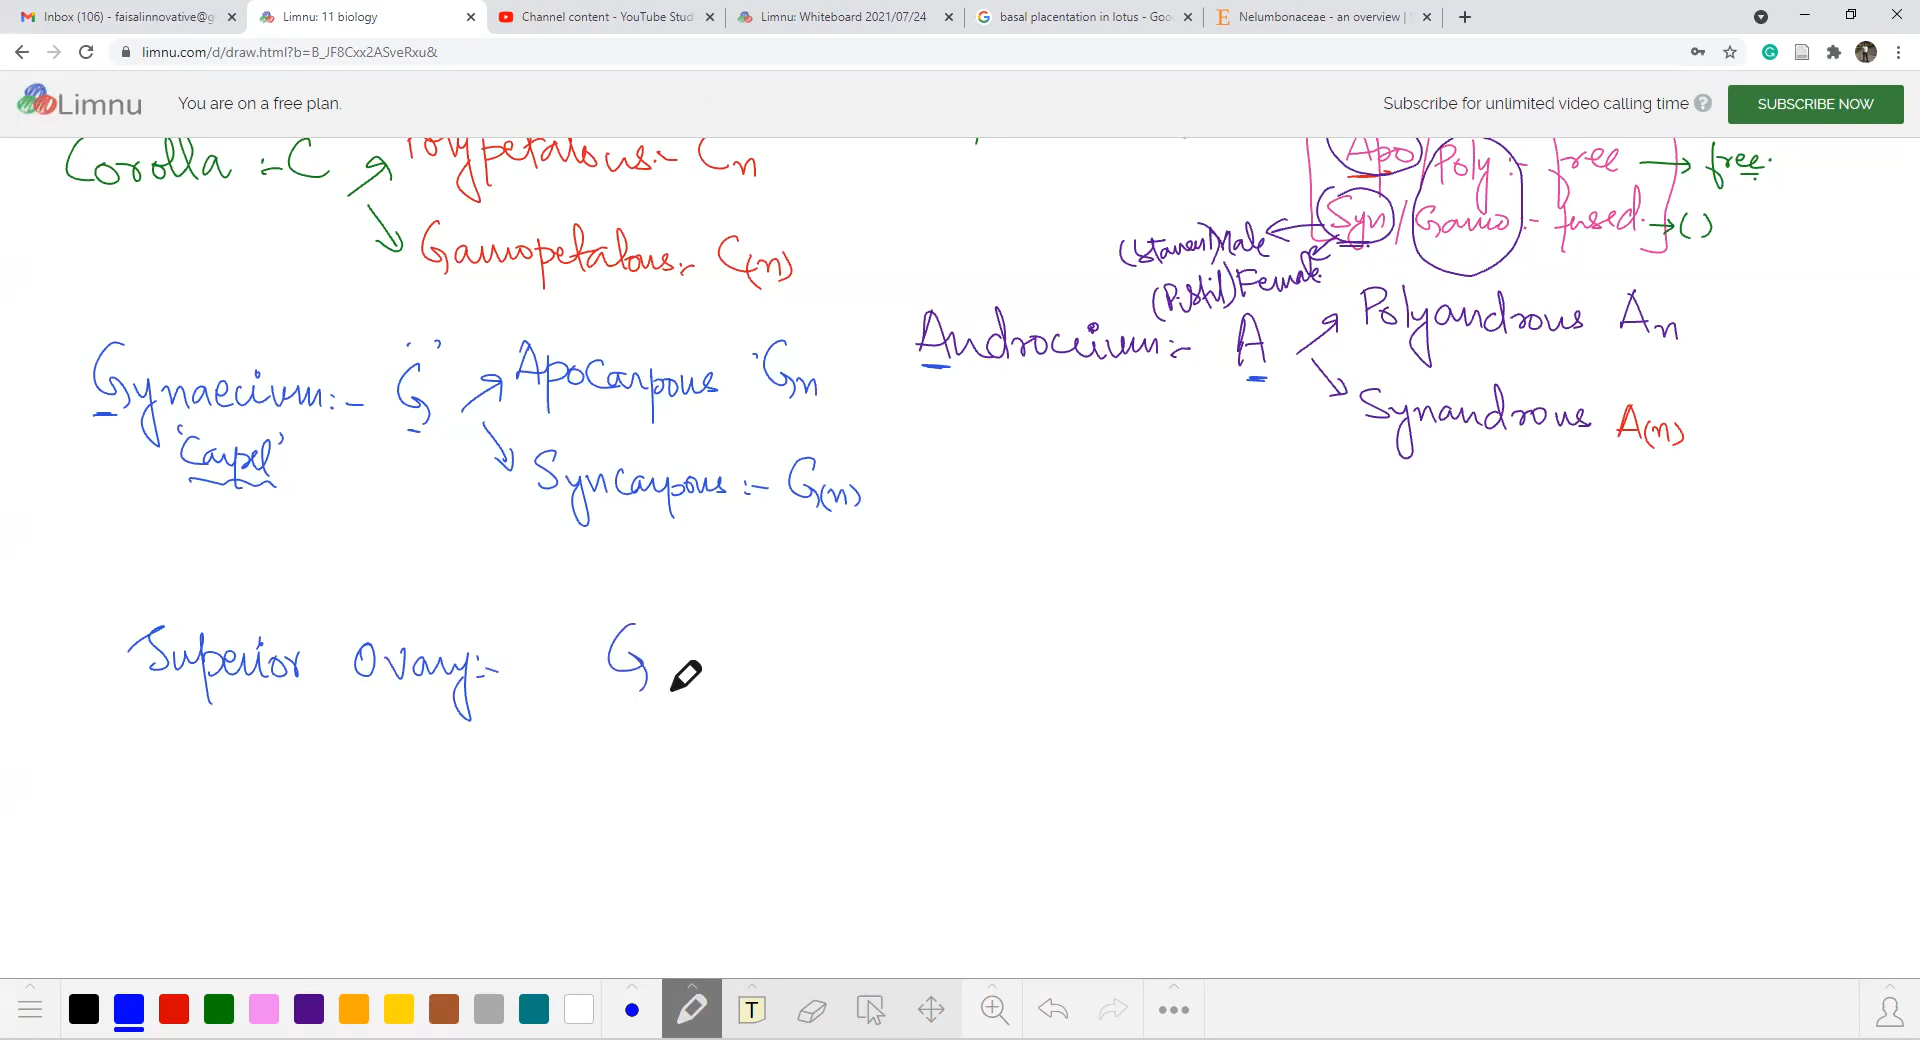 Inbox (106) - faisalinnovative@g
Limnu: 11 biology
Channel content - YouTube Stud
Limnu: Whiteboard 2021/07/24
basal placentation in lotus - Goo
Nelumbonaceae - an overview |
limnu.com/d/draw.html?b=B_JF8Cxx2ASveRxu&
Limnu
You are on a free plan.
Subscribe for unlimited video calling time
SUBSCRIBE NOW
Corolla :- C
Polypetalous:- Cn
Gamopetalous:- C(n)
Apo / Poly :- free → free.
Syn / Gamo :- fused. → ( )
(Stamen) Male
(Pistil) Female
Androecium:- A
Polyandrous An
Synandrous A(n)
Gynaecium:- G
'Carpel'
Apocarpous Gn
Syncarpous :- G(n)
Superior Ovary:- G
T